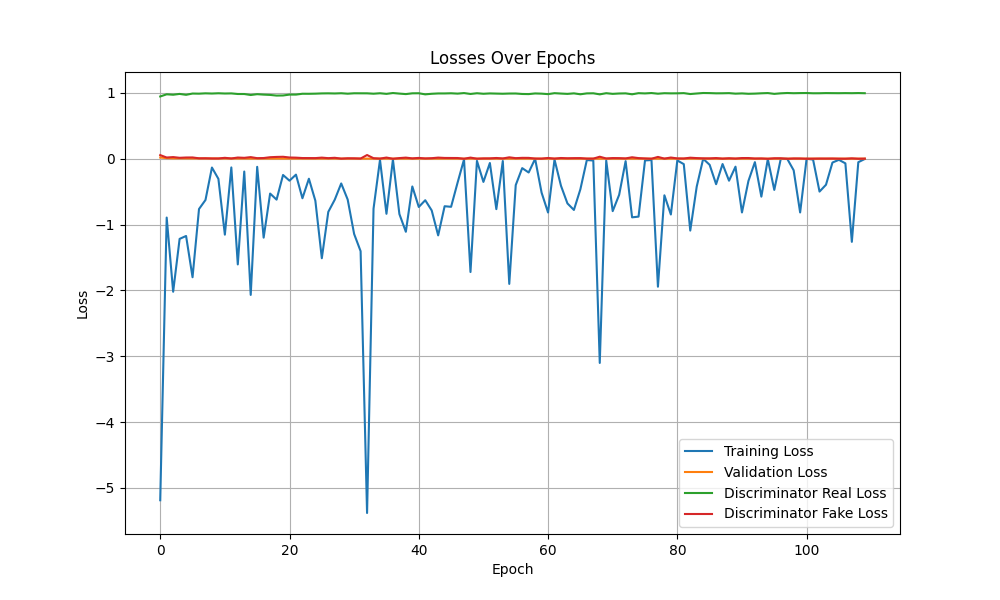 Losses Over Epochs
Loss
1
0
−1
−2
−3
−4
−5
0 20 40 60 80 100
Epoch
Training Loss
Validation Loss
Discriminator Real Loss
Discriminator Fake Loss